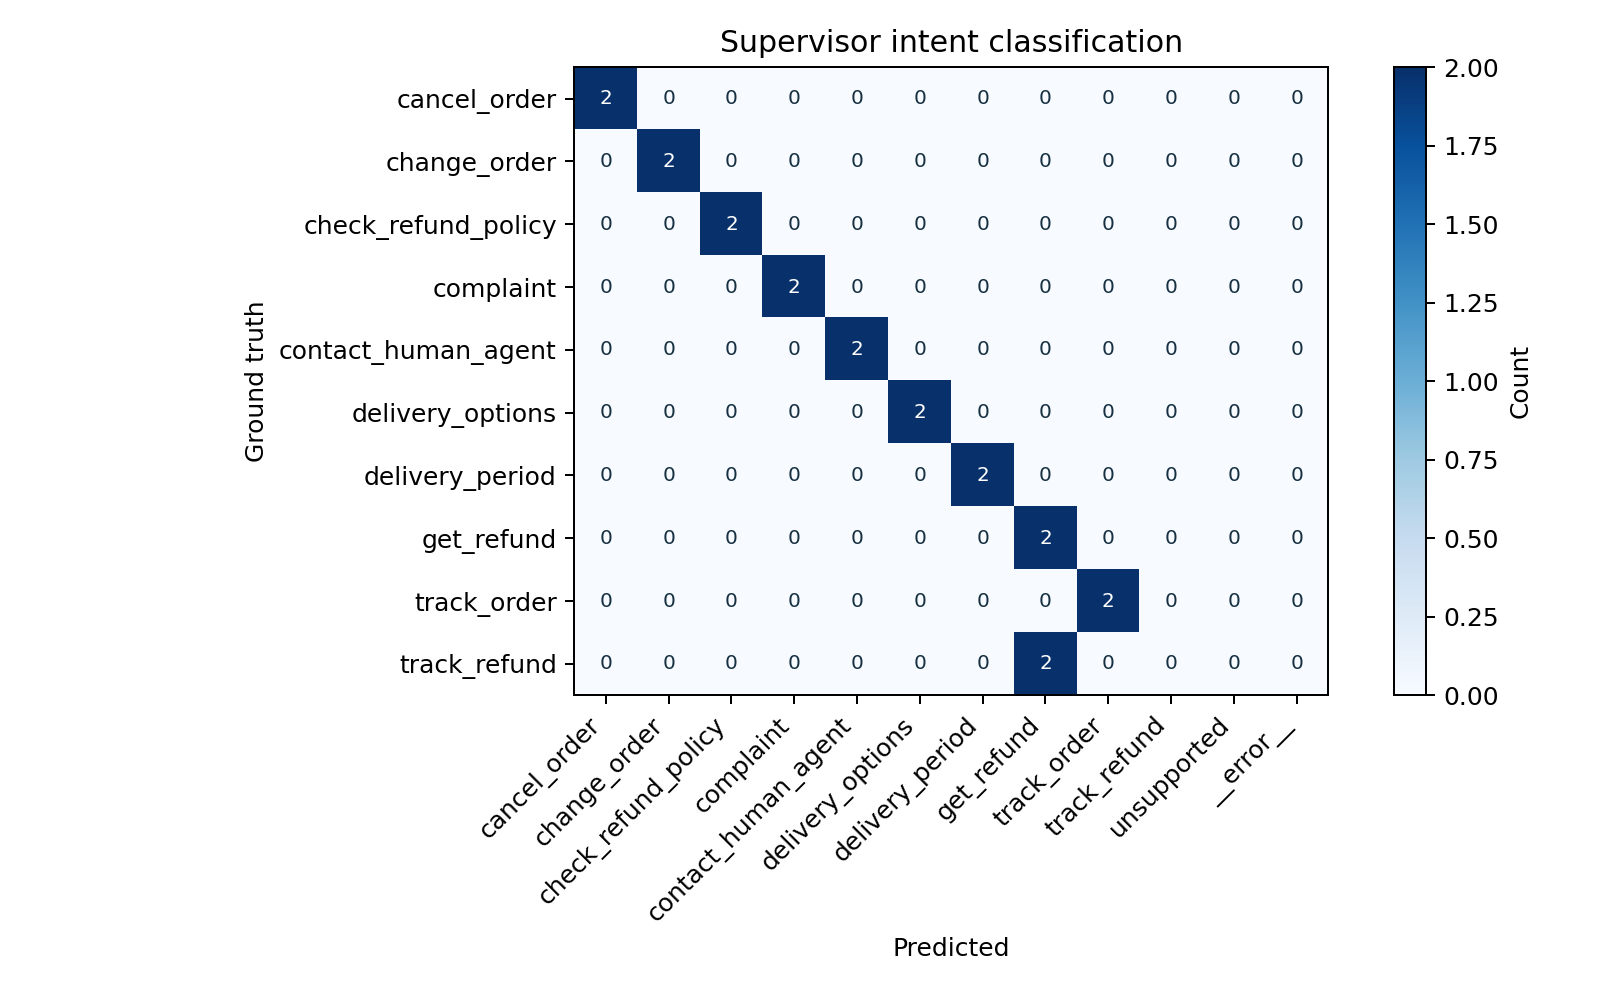 Supervisor intent classification
cancel_order 2 0 0 0 0 0 0 0 0 0 0 0
change_order 0 2 0 0 0 0 0 0 0 0 0 0
check_refund_policy 0 0 2 0 0 0 0 0 0 0 0 0
complaint 0 0 0 2 0 0 0 0 0 0 0 0
contact_human_agent 0 0 0 0 2 0 0 0 0 0 0 0
delivery_options 0 0 0 0 0 2 0 0 0 0 0 0
delivery_period 0 0 0 0 0 0 2 0 0 0 0 0
get_refund 0 0 0 0 0 0 0 2 0 0 0 0
track_order 0 0 0 0 0 0 0 0 2 0 0 0
track_refund 0 0 0 0 0 0 0 2 0 0 0 0
Ground truth
cancel_order
change_order
check_refund_policy
complaint
contact_human_agent
delivery_options
delivery_period
get_refund
track_order
track_refund
unsupported
__error__
Predicted
2.00
1.75
1.50
1.25
1.00
0.75
0.50
0.25
0.00
Count